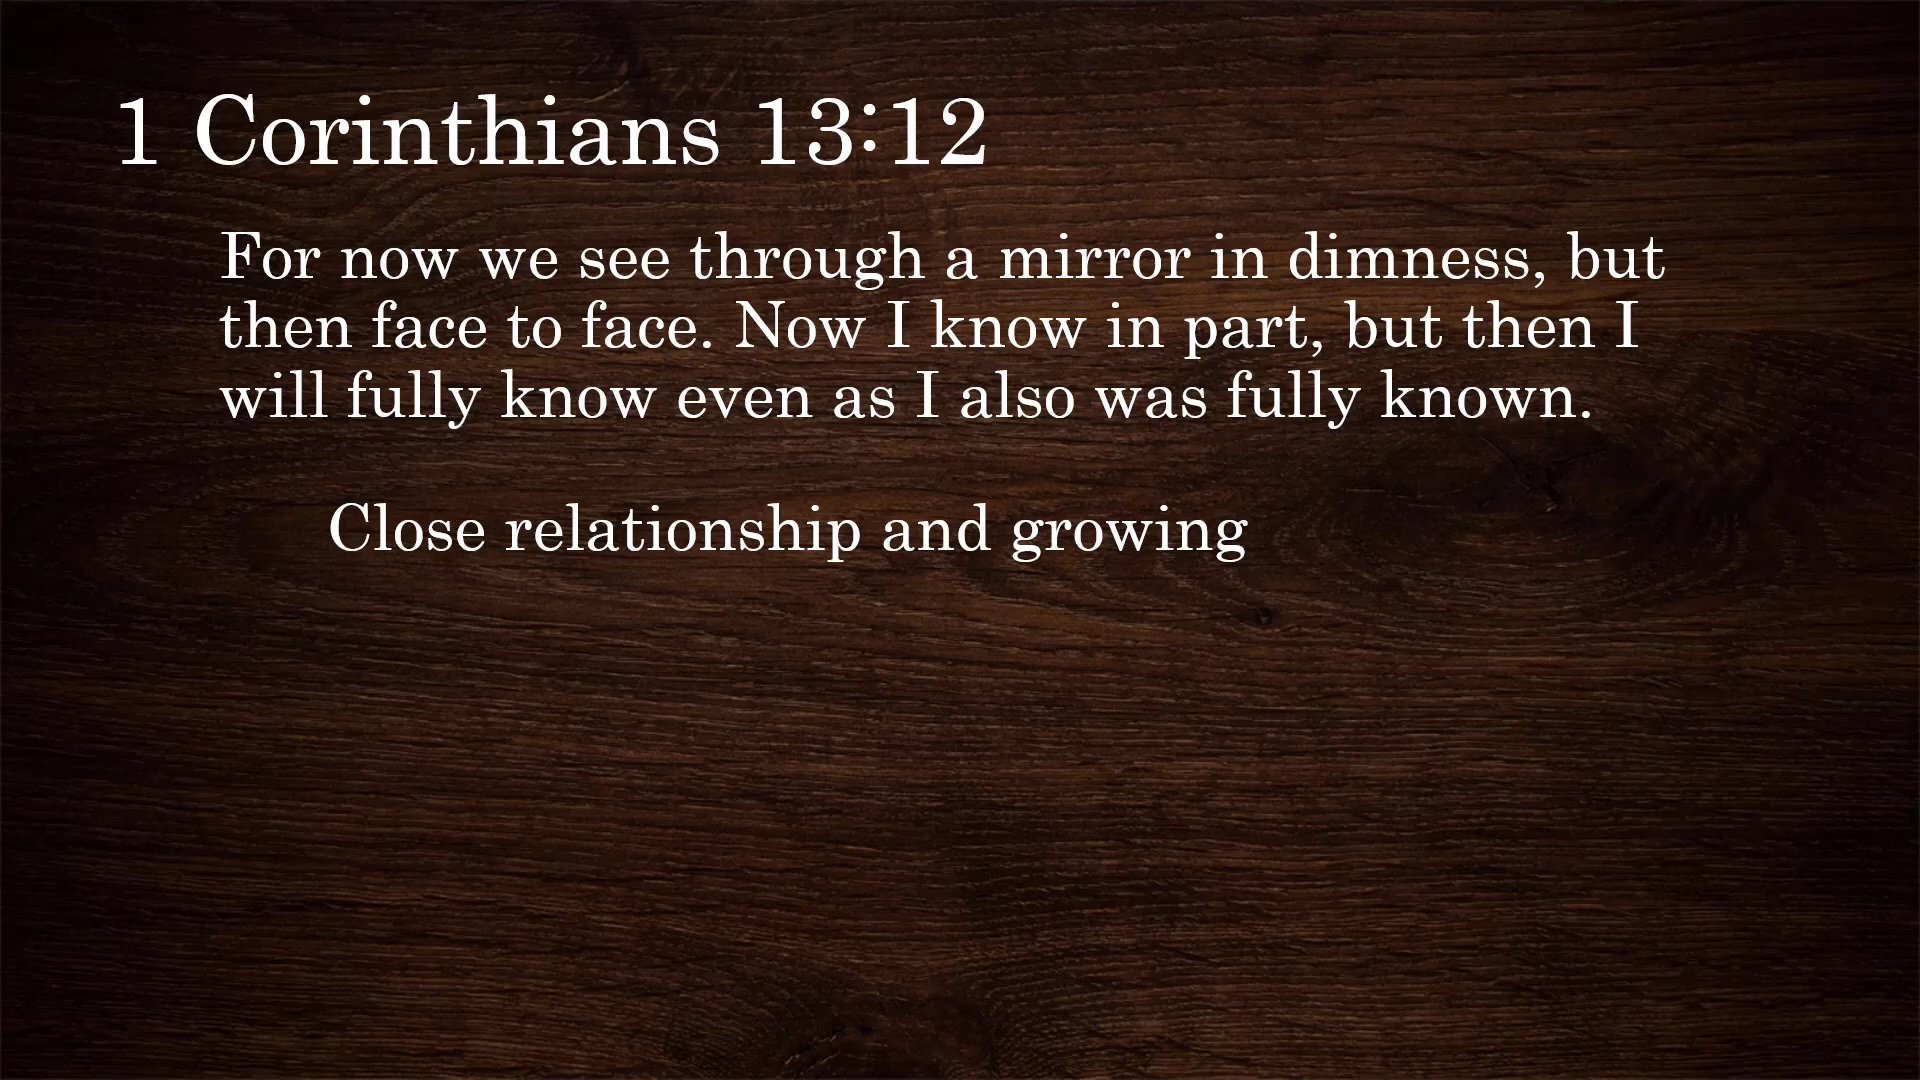 1 Corinthians 13:12
For now we see through a mirror in dimness, but
then face to face. Now I know in part, but then I
will fully know even as I also was fully known.
Close relationship and growing